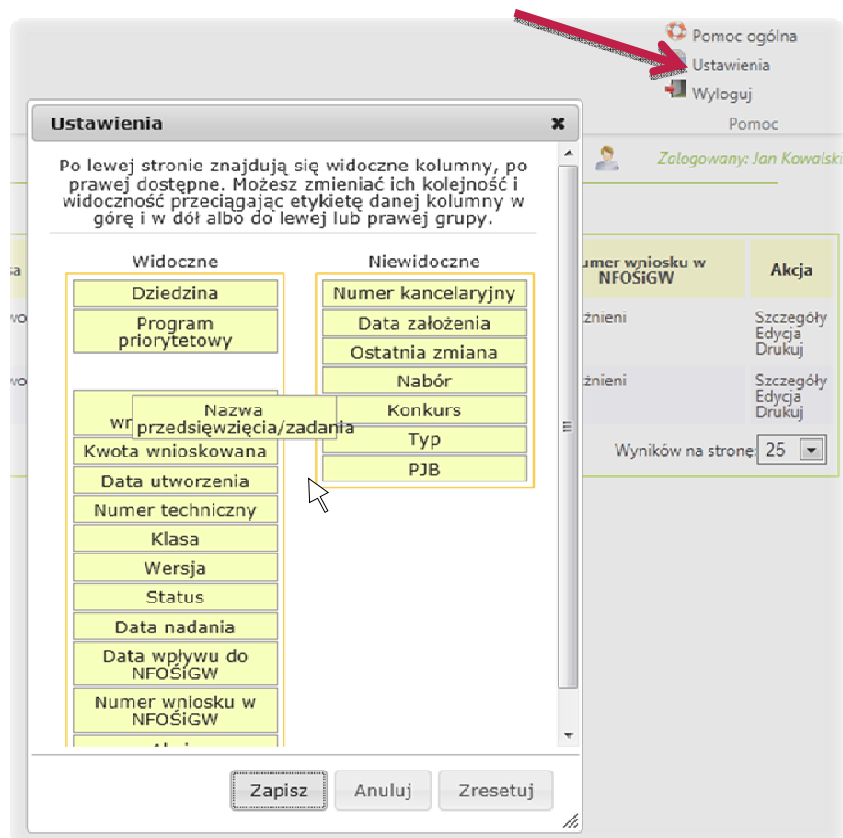 Pomoc ogólna
Ustawienia
Wyloguj
Pomoc
Zalogowany: Jan Kowalski
Ustawienia
Po lewej stronie znajdują się widoczne kolumny, po
prawej dostępne. Możesz zmieniać ich kolejność i
widoczność przeciągając etykietę danej kolumny w
górę i w dół albo do lewej lub prawej grupy.
Widoczne
Dziedzina
Program
priorytetowy
Nazwa
przedsięwzięcia/zadania
Kwota wnioskowana
Data utworzenia
Numer techniczny
Klasa
Wersja
Status
Data nadania
Data wpływu do
NFOŚiGW
Numer wniosku w
NFOŚiGW
Niewidoczne
Numer kancelaryjny
Data założenia
Ostatnia zmiana
Nabór
Konkurs
Typ
PJB
Zapisz
Anuluj
Zresetuj
umer wniosku w
NFOŚiGW
Akcja
źnieni
Szczegóły
Edycja
Drukuj
źnieni
Szczegóły
Edycja
Drukuj
Wyników na stronę: 25